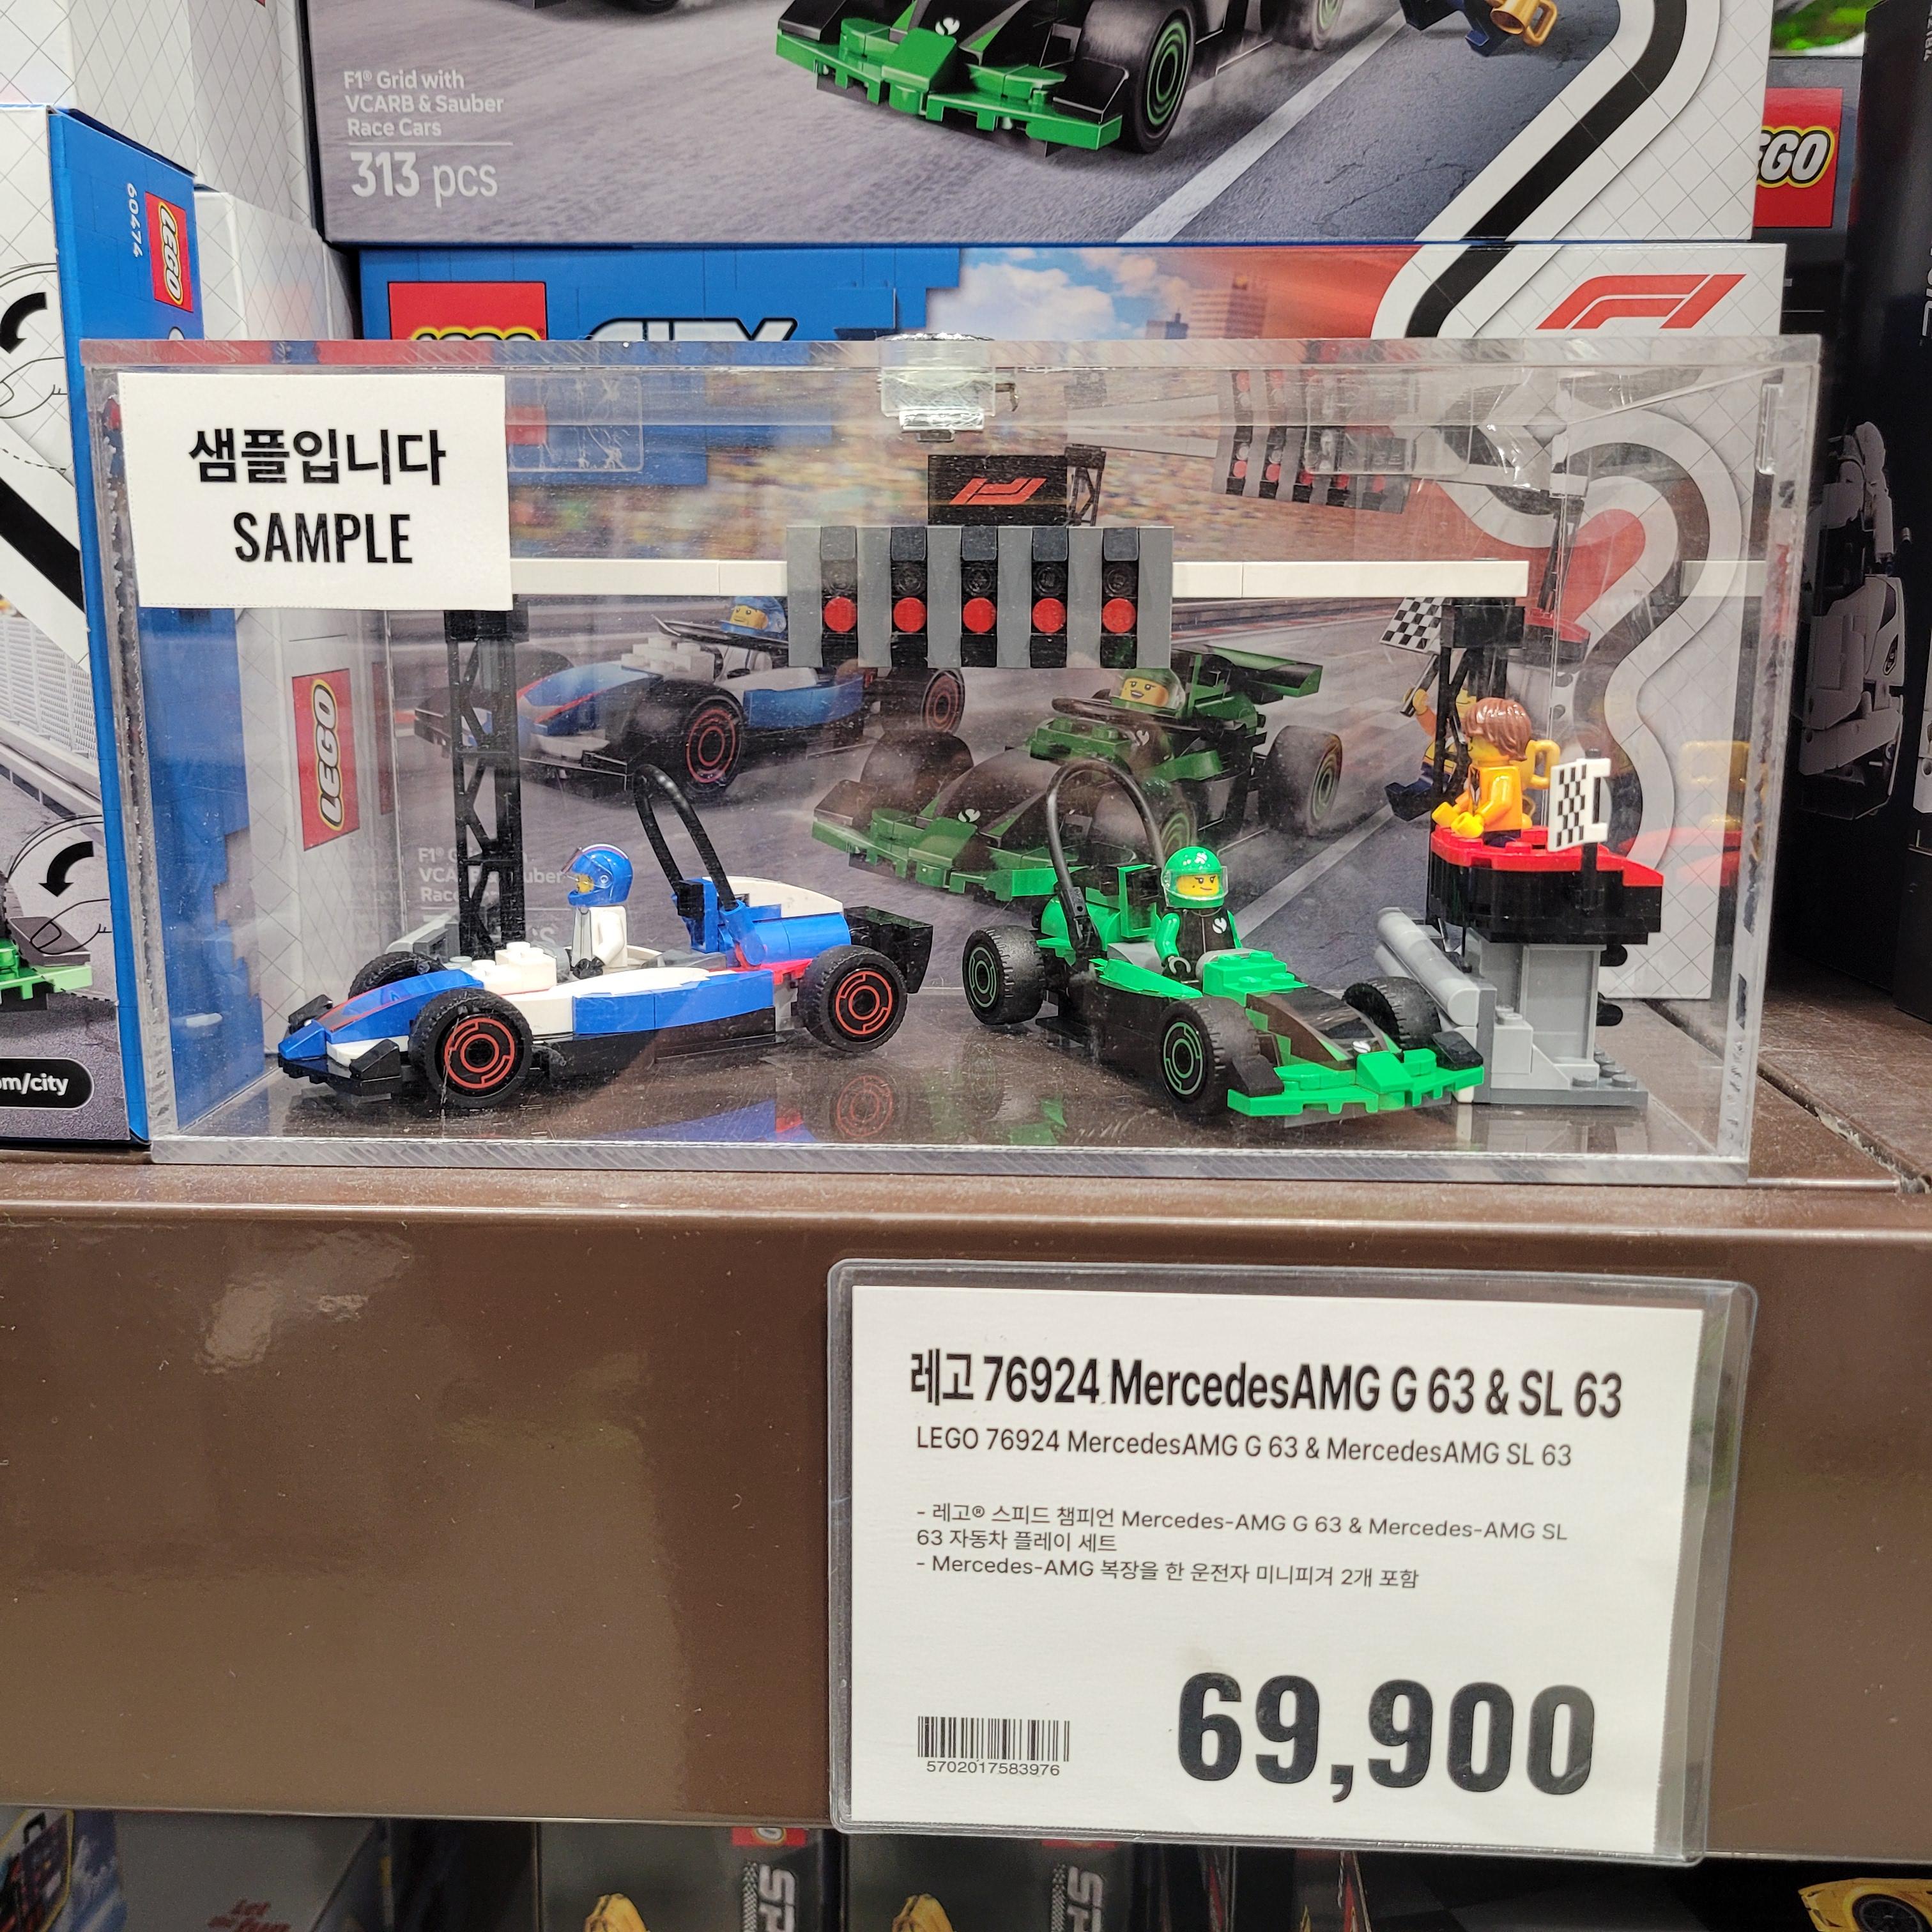 F1® Grid with
VCARB & Sauber
Race Cars
313 pcs
LEGO
60474
LEGO
CITY
F1
샘플입니다
SAMPLE
LEGO
om/city
레고 76924 MercedesAMG G 63 & SL 63
LEGO 76924 MercedesAMG G 63 & MercedesAMG SL 63
- 레고® 스피드 챔피언 Mercedes-AMG G 63 & Mercedes-AMG SL
63 자동차 플레이 세트
- Mercedes-AMG 복장을 한 운전자 미니피겨 2개 포함
5702017583976
69,900